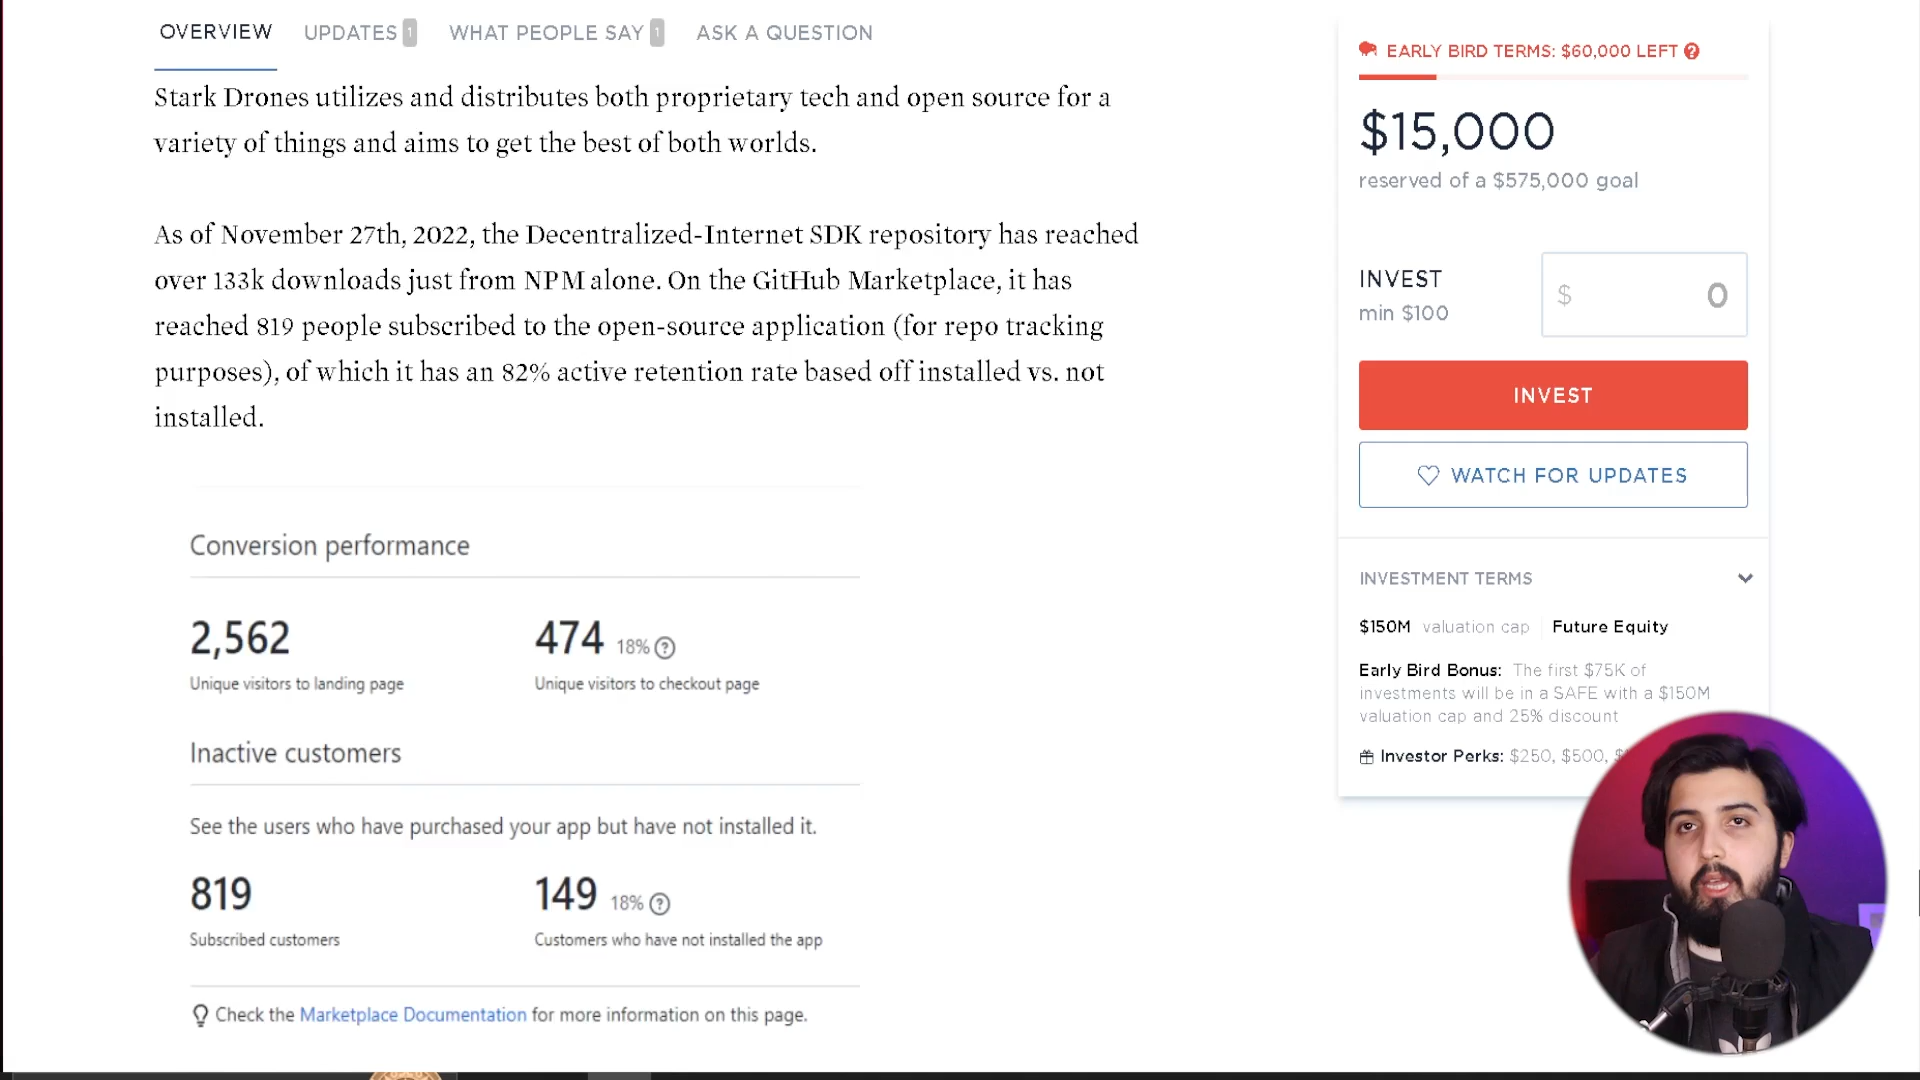 OVERVIEW UPDATES 1 WHAT PEOPLE SAY 1 ASK A QUESTION
Stark Drones utilizes and distributes both proprietary tech and open source for a
variety of things and aims to get the best of both worlds.
As of November 27th, 2022, the Decentralized-Internet SDK repository has reached
over 133k downloads just from NPM alone. On the GitHub Marketplace, it has
reached 819 people subscribed to the open-source application (for repo tracking
purposes), of which it has an 82% active retention rate based off installed vs. not
installed.
Conversion performance
2,562 474 18% ?
Unique visitors to landing page Unique visitors to checkout page
Inactive customers
See the users who have purchased your app but have not installed it.
819 149 18% ?
Subscribed customers Customers who have not installed the app
Check the Marketplace Documentation for more information on this page.
EARLY BIRD TERMS: $60,000 LEFT ?
$15,000
reserved of a $575,000 goal
INVEST
min $100
$ 0
INVEST
WATCH FOR UPDATES
INVESTMENT TERMS
$150M valuation cap Future Equity
Early Bird Bonus: The first $75K of
investments will be in a SAFE with a $150M
valuation cap and 25% discount
Investor Perks: $250, $500,